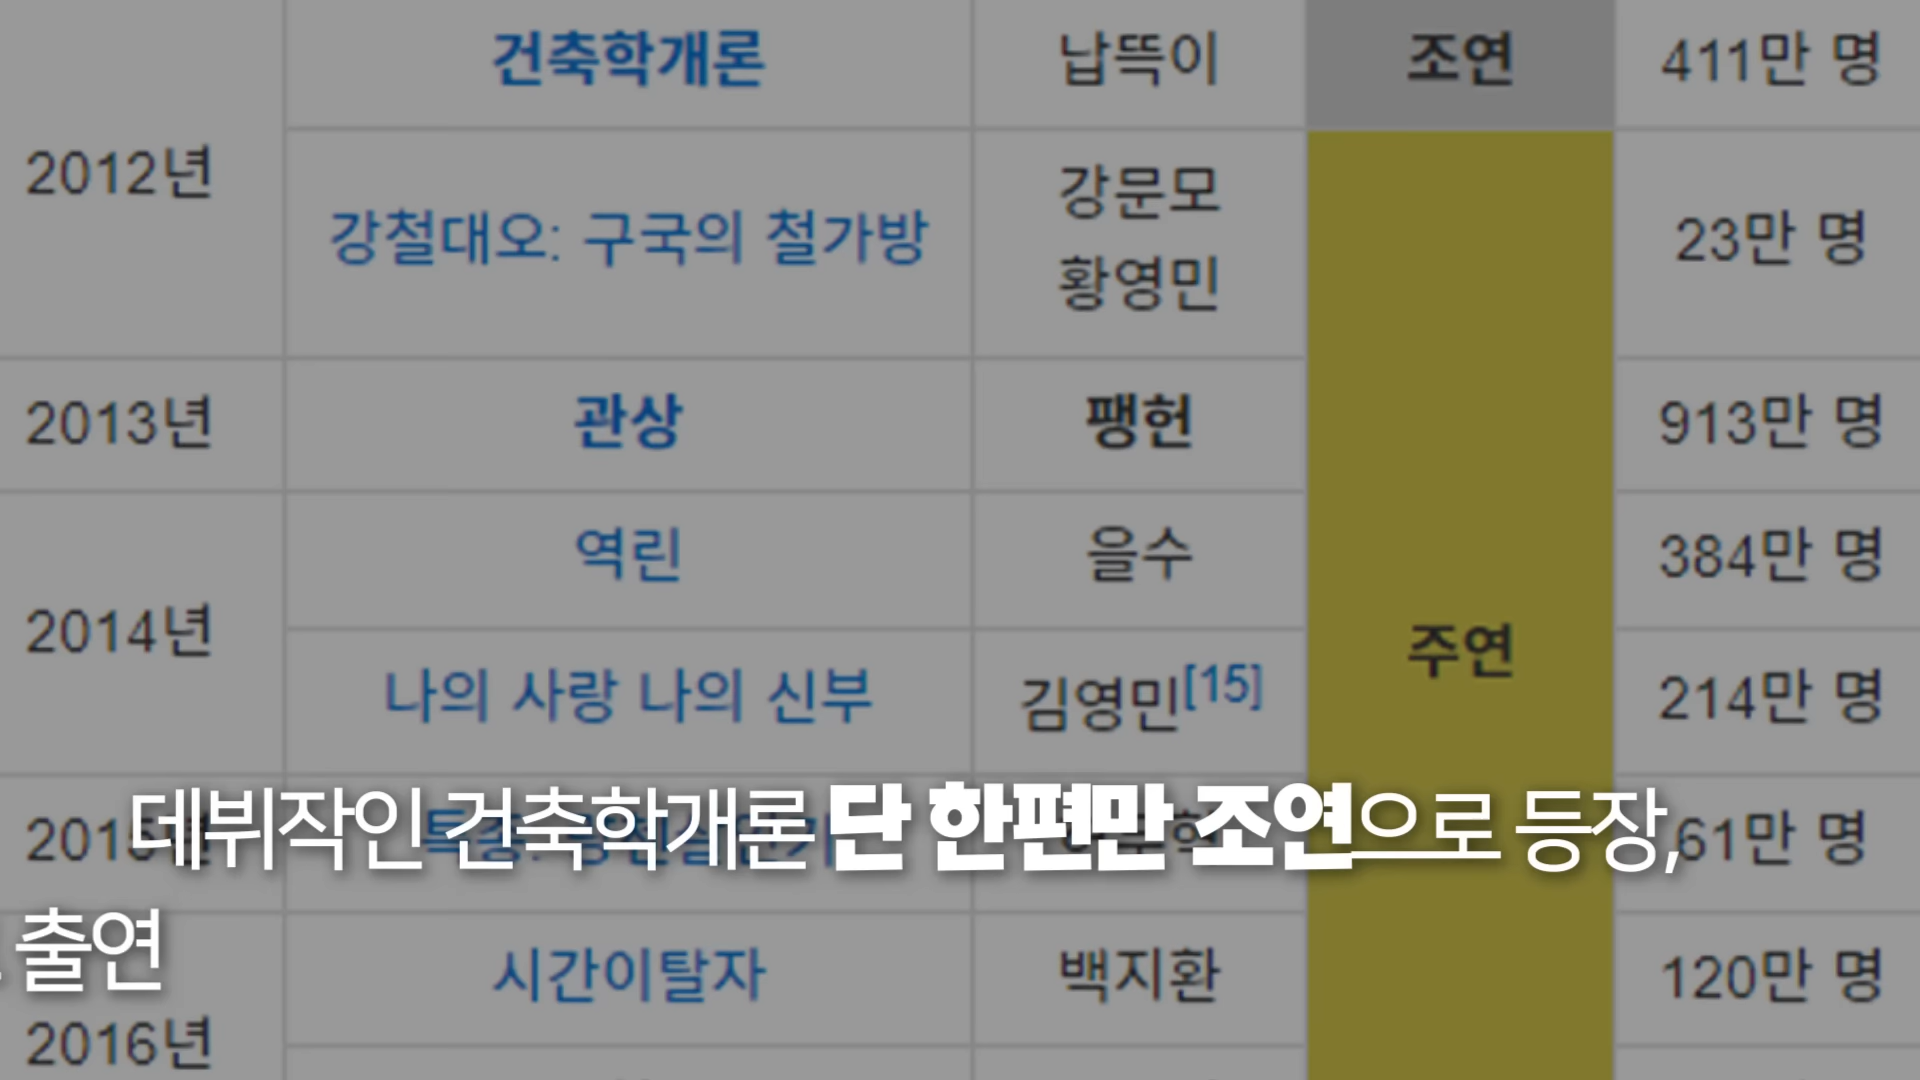 건축학개론 납뜩이 조연 411만 명
2012년
강철대오: 구국의 철가방 강문모 황영민 23만 명
2013년 관상 팽헌 913만 명
2014년
역린 을수 384만 명
주연
나의 사랑 나의 신부 김영민[15] 214만 명
2015년 61만 명
데뷔작인 건축학개론 단 한편만 조연으로 등장,
출연
시간이탈자 백지환 120만 명
2016년